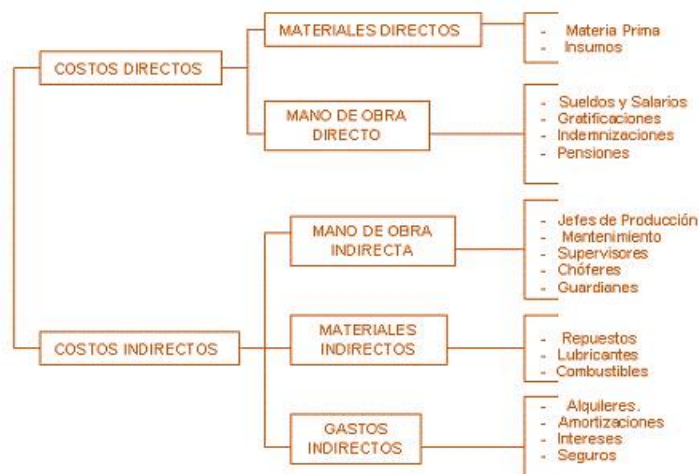 COSTOS DIRECTOS
MATERIALES DIRECTOS
- Materia Prima
- Insumos
MANO DE OBRA
DIRECTO
- Sueldos y Salarios
- Gratificaciones
- Indemnizaciones
- Pensiones
COSTOS INDIRECTOS
MANO DE OBRA
INDIRECTA
- Jefes de Producción
- Mantenimiento
- Supervisores
- Chóferes
- Guardianes
MATERIALES
INDIRECTOS
- Repuestos
- Lubricantes
- Combustibles
GASTOS
INDIRECTOS
- Alquileres.
- Amortizaciones
- Intereses
- Seguros